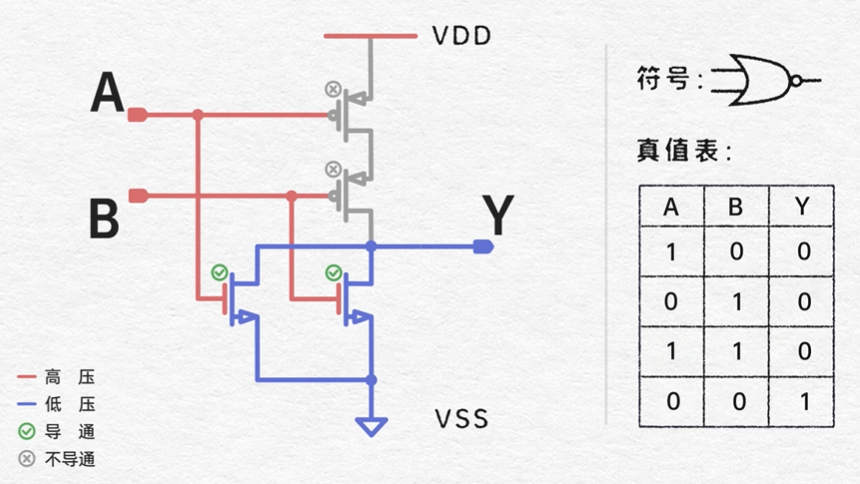 VDD
A
B
Y
VSS
高 压
低 压
导 通
不导通
符号:
真值表:
A B Y
1 0 0
0 1 0
1 1 0
0 0 1